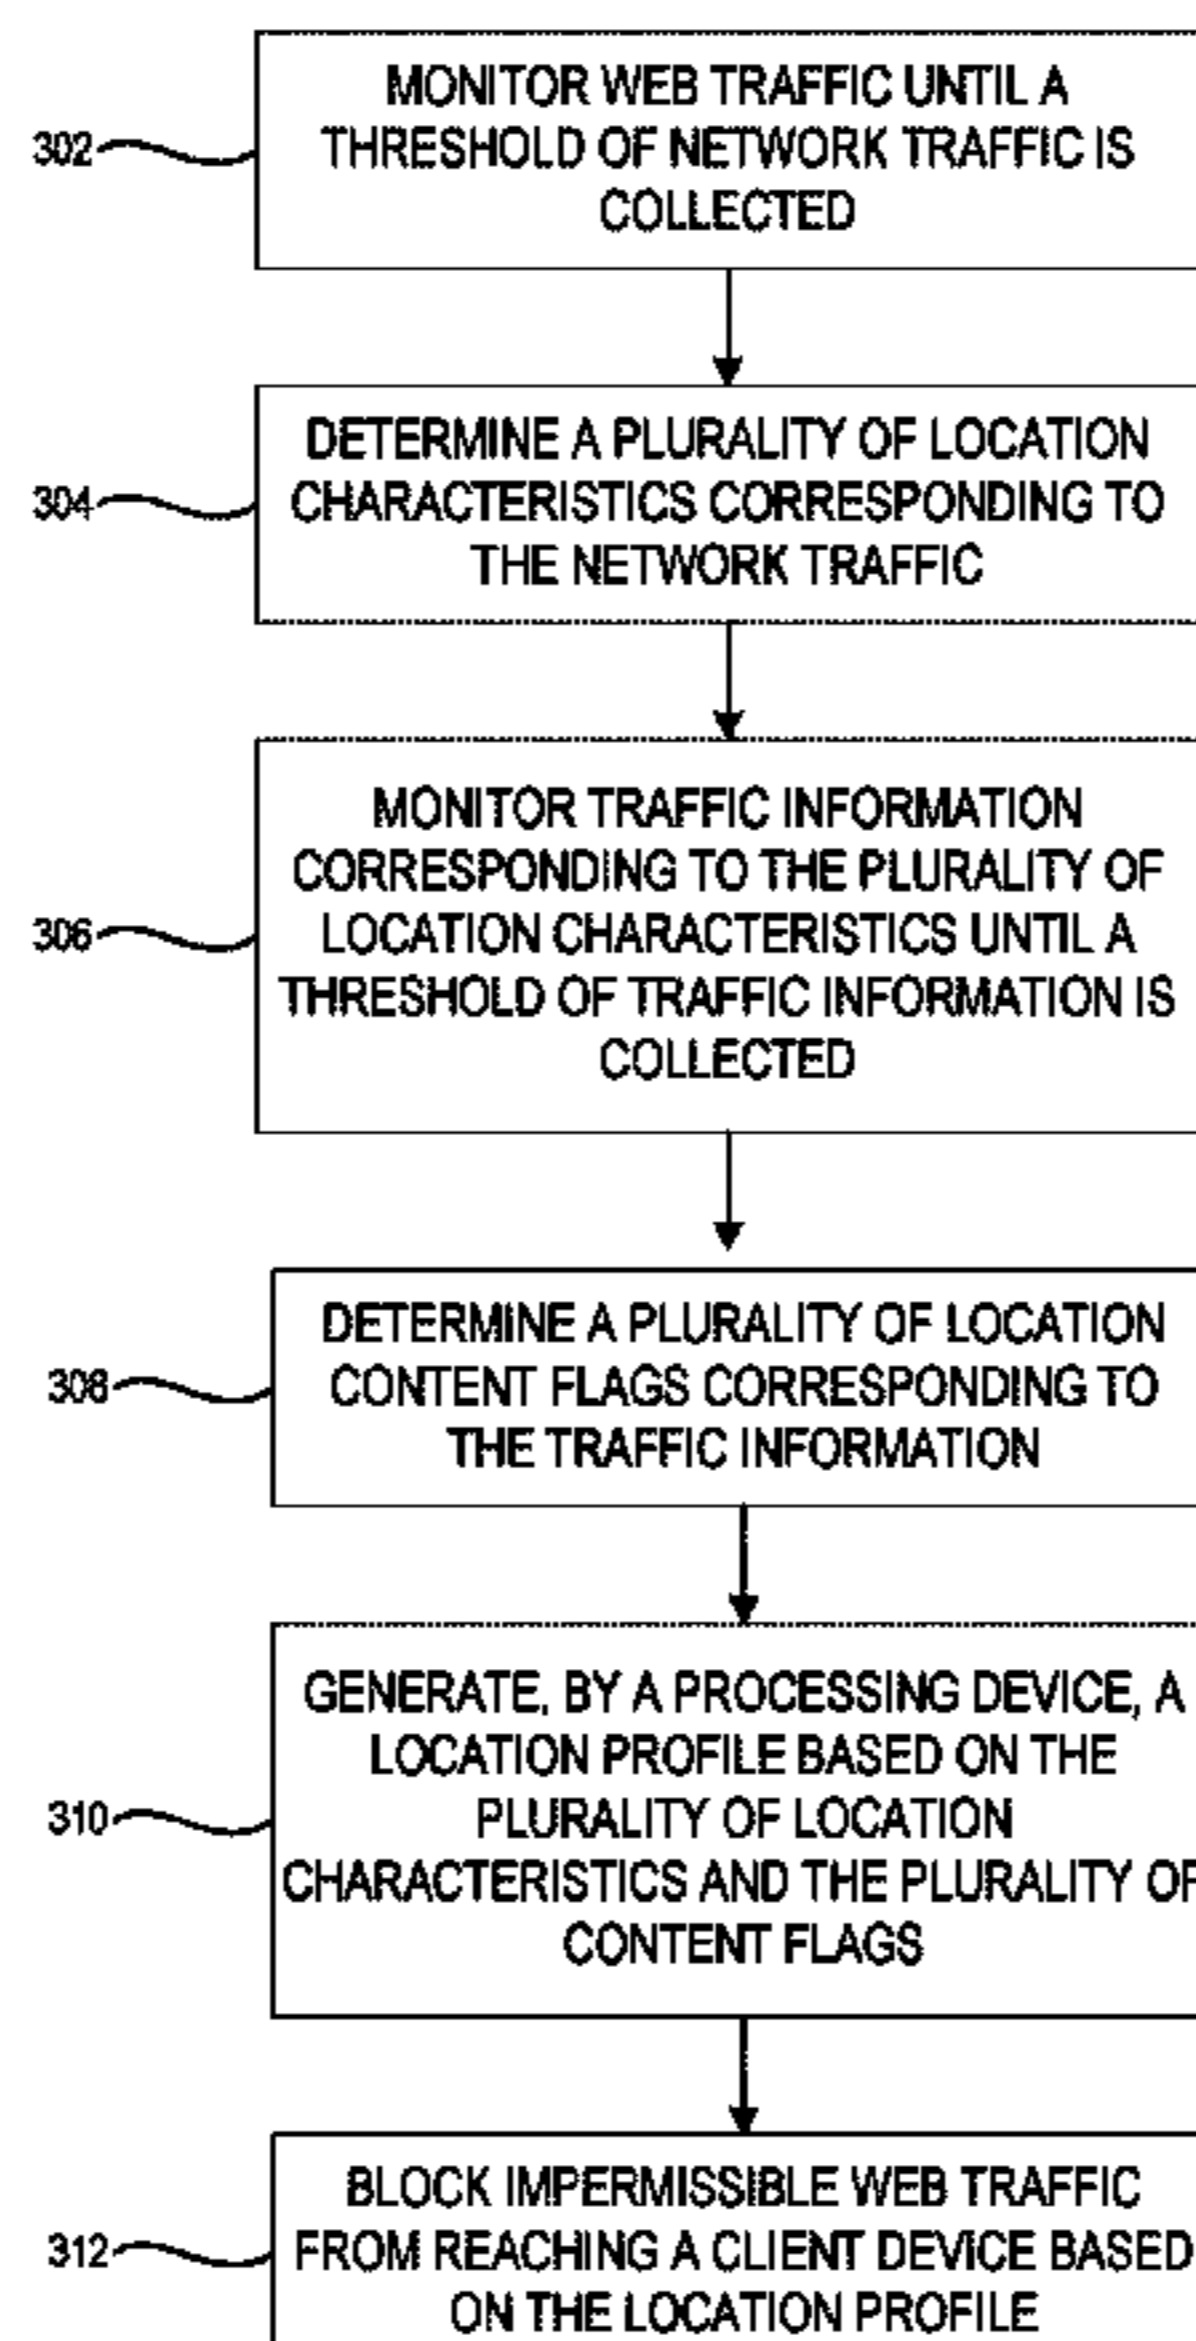 302
MONITOR WEB TRAFFIC UNTIL A
THRESHOLD OF NETWORK TRAFFIC IS
COLLECTED
304
DETERMINE A PLURALITY OF LOCATION
CHARACTERISTICS CORRESPONDING TO
THE NETWORK TRAFFIC
306
MONITOR TRAFFIC INFORMATION
CORRESPONDING TO THE PLURALITY OF
LOCATION CHARACTERISTICS UNTIL A
THRESHOLD OF TRAFFIC INFORMATION IS
COLLECTED
308
DETERMINE A PLURALITY OF LOCATION
CONTENT FLAGS CORRESPONDING TO
THE TRAFFIC INFORMATION
310
GENERATE, BY A PROCESSING DEVICE, A
LOCATION PROFILE BASED ON THE
PLURALITY OF LOCATION
CHARACTERISTICS AND THE PLURALITY OF
CONTENT FLAGS
312
BLOCK IMPERMISSIBLE WEB TRAFFIC
FROM REACHING A CLIENT DEVICE BASED
ON THE LOCATION PROFILE